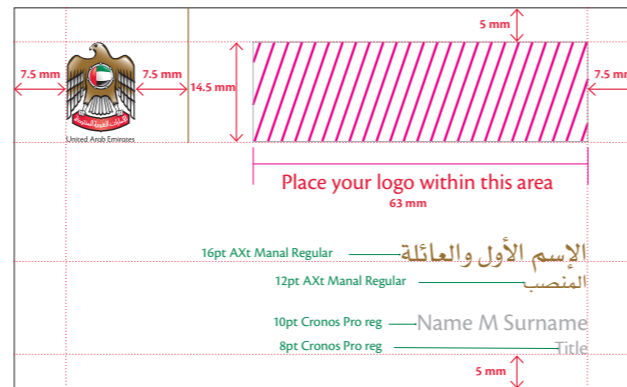 5 mm
7.5 mm
7.5 mm
14.5 mm
7.5 mm
United Arab Emirates
Place your logo within this area
63 mm
16pt AXt Manal Regular
الإسم الأول والعائلة
12pt AXt Manal Regular
المنصب
10pt Cronos Pro reg
Name M Surname
8pt Cronos Pro reg
Title
5 mm